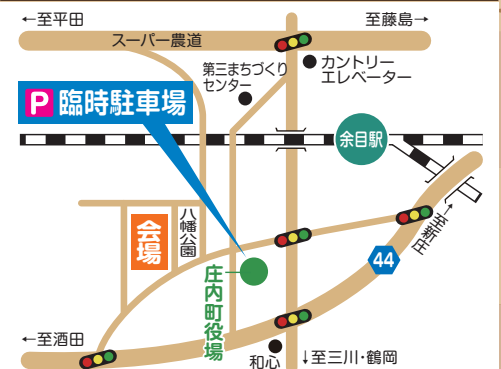 ←至平田
至藤島→
スーパー農道
第三まちづくり
センター
カントリー
エレベーター
P 臨時駐車場
余目駅
会場
八幡公園
至新庄→
44
庄内町役場
←至酒田
和心
↓至三川・鶴岡